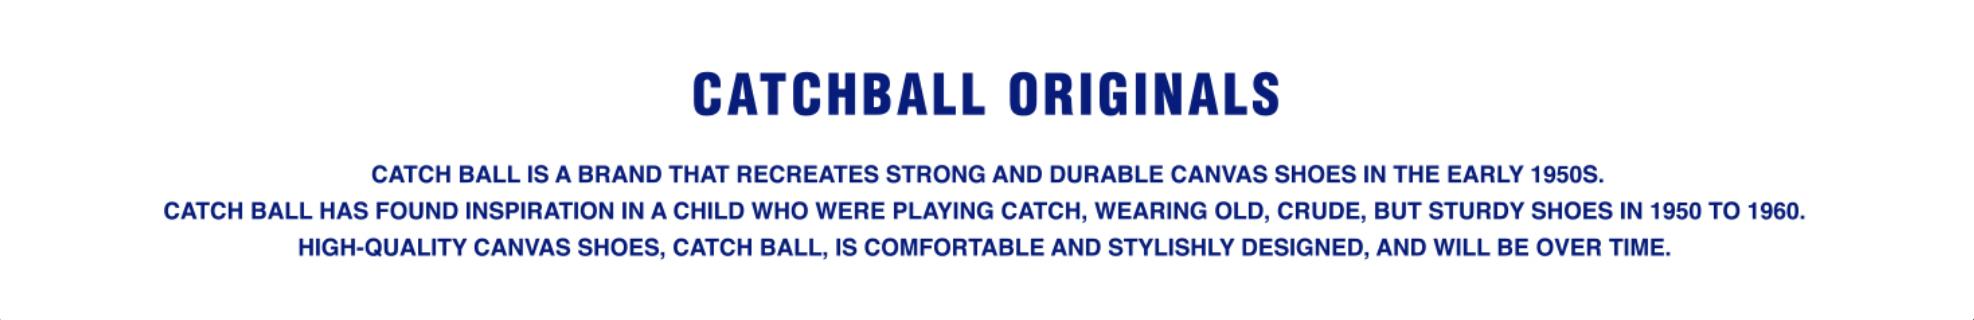 CATCHBALL ORIGINALS
CATCH BALL IS A BRAND THAT RECREATES STRONG AND DURABLE CANVAS SHOES IN THE EARLY 1950S.
CATCH BALL HAS FOUND INSPIRATION IN A CHILD WHO WERE PLAYING CATCH, WEARING OLD, CRUDE, BUT STURDY SHOES IN 1950 TO 1960.
HIGH-QUALITY CANVAS SHOES, CATCH BALL, IS COMFORTABLE AND STYLISHLY DESIGNED, AND WILL BE OVER TIME.